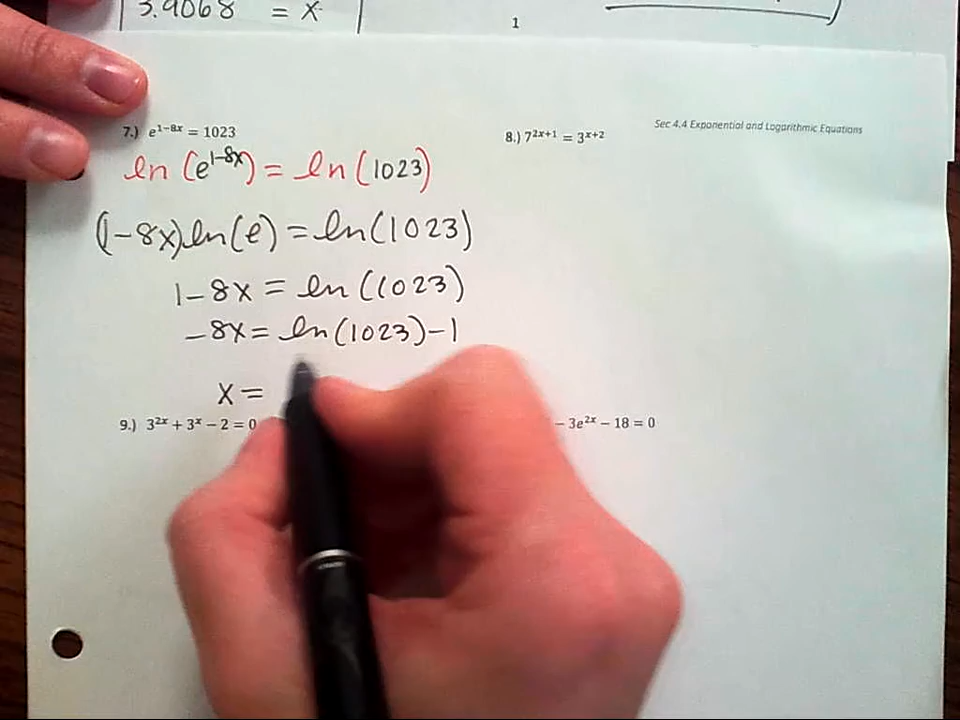 3.9068 = x
1
Sec 4.4 Exponential and Logarithmic Equations
7.) e^{1−8x} = 1023
ln (e^{1−8x}) = ln (1023)
(1−8x)ln(e) = ln(1023)
1−8x = ln (1023)
−8x = ln(1023)−1
x =
8.) 7^{2x+1} = 3^{x+2}
9.) 3^{2x} + 3^{x} − 2 = 0
− 3e^{2x} − 18 = 0